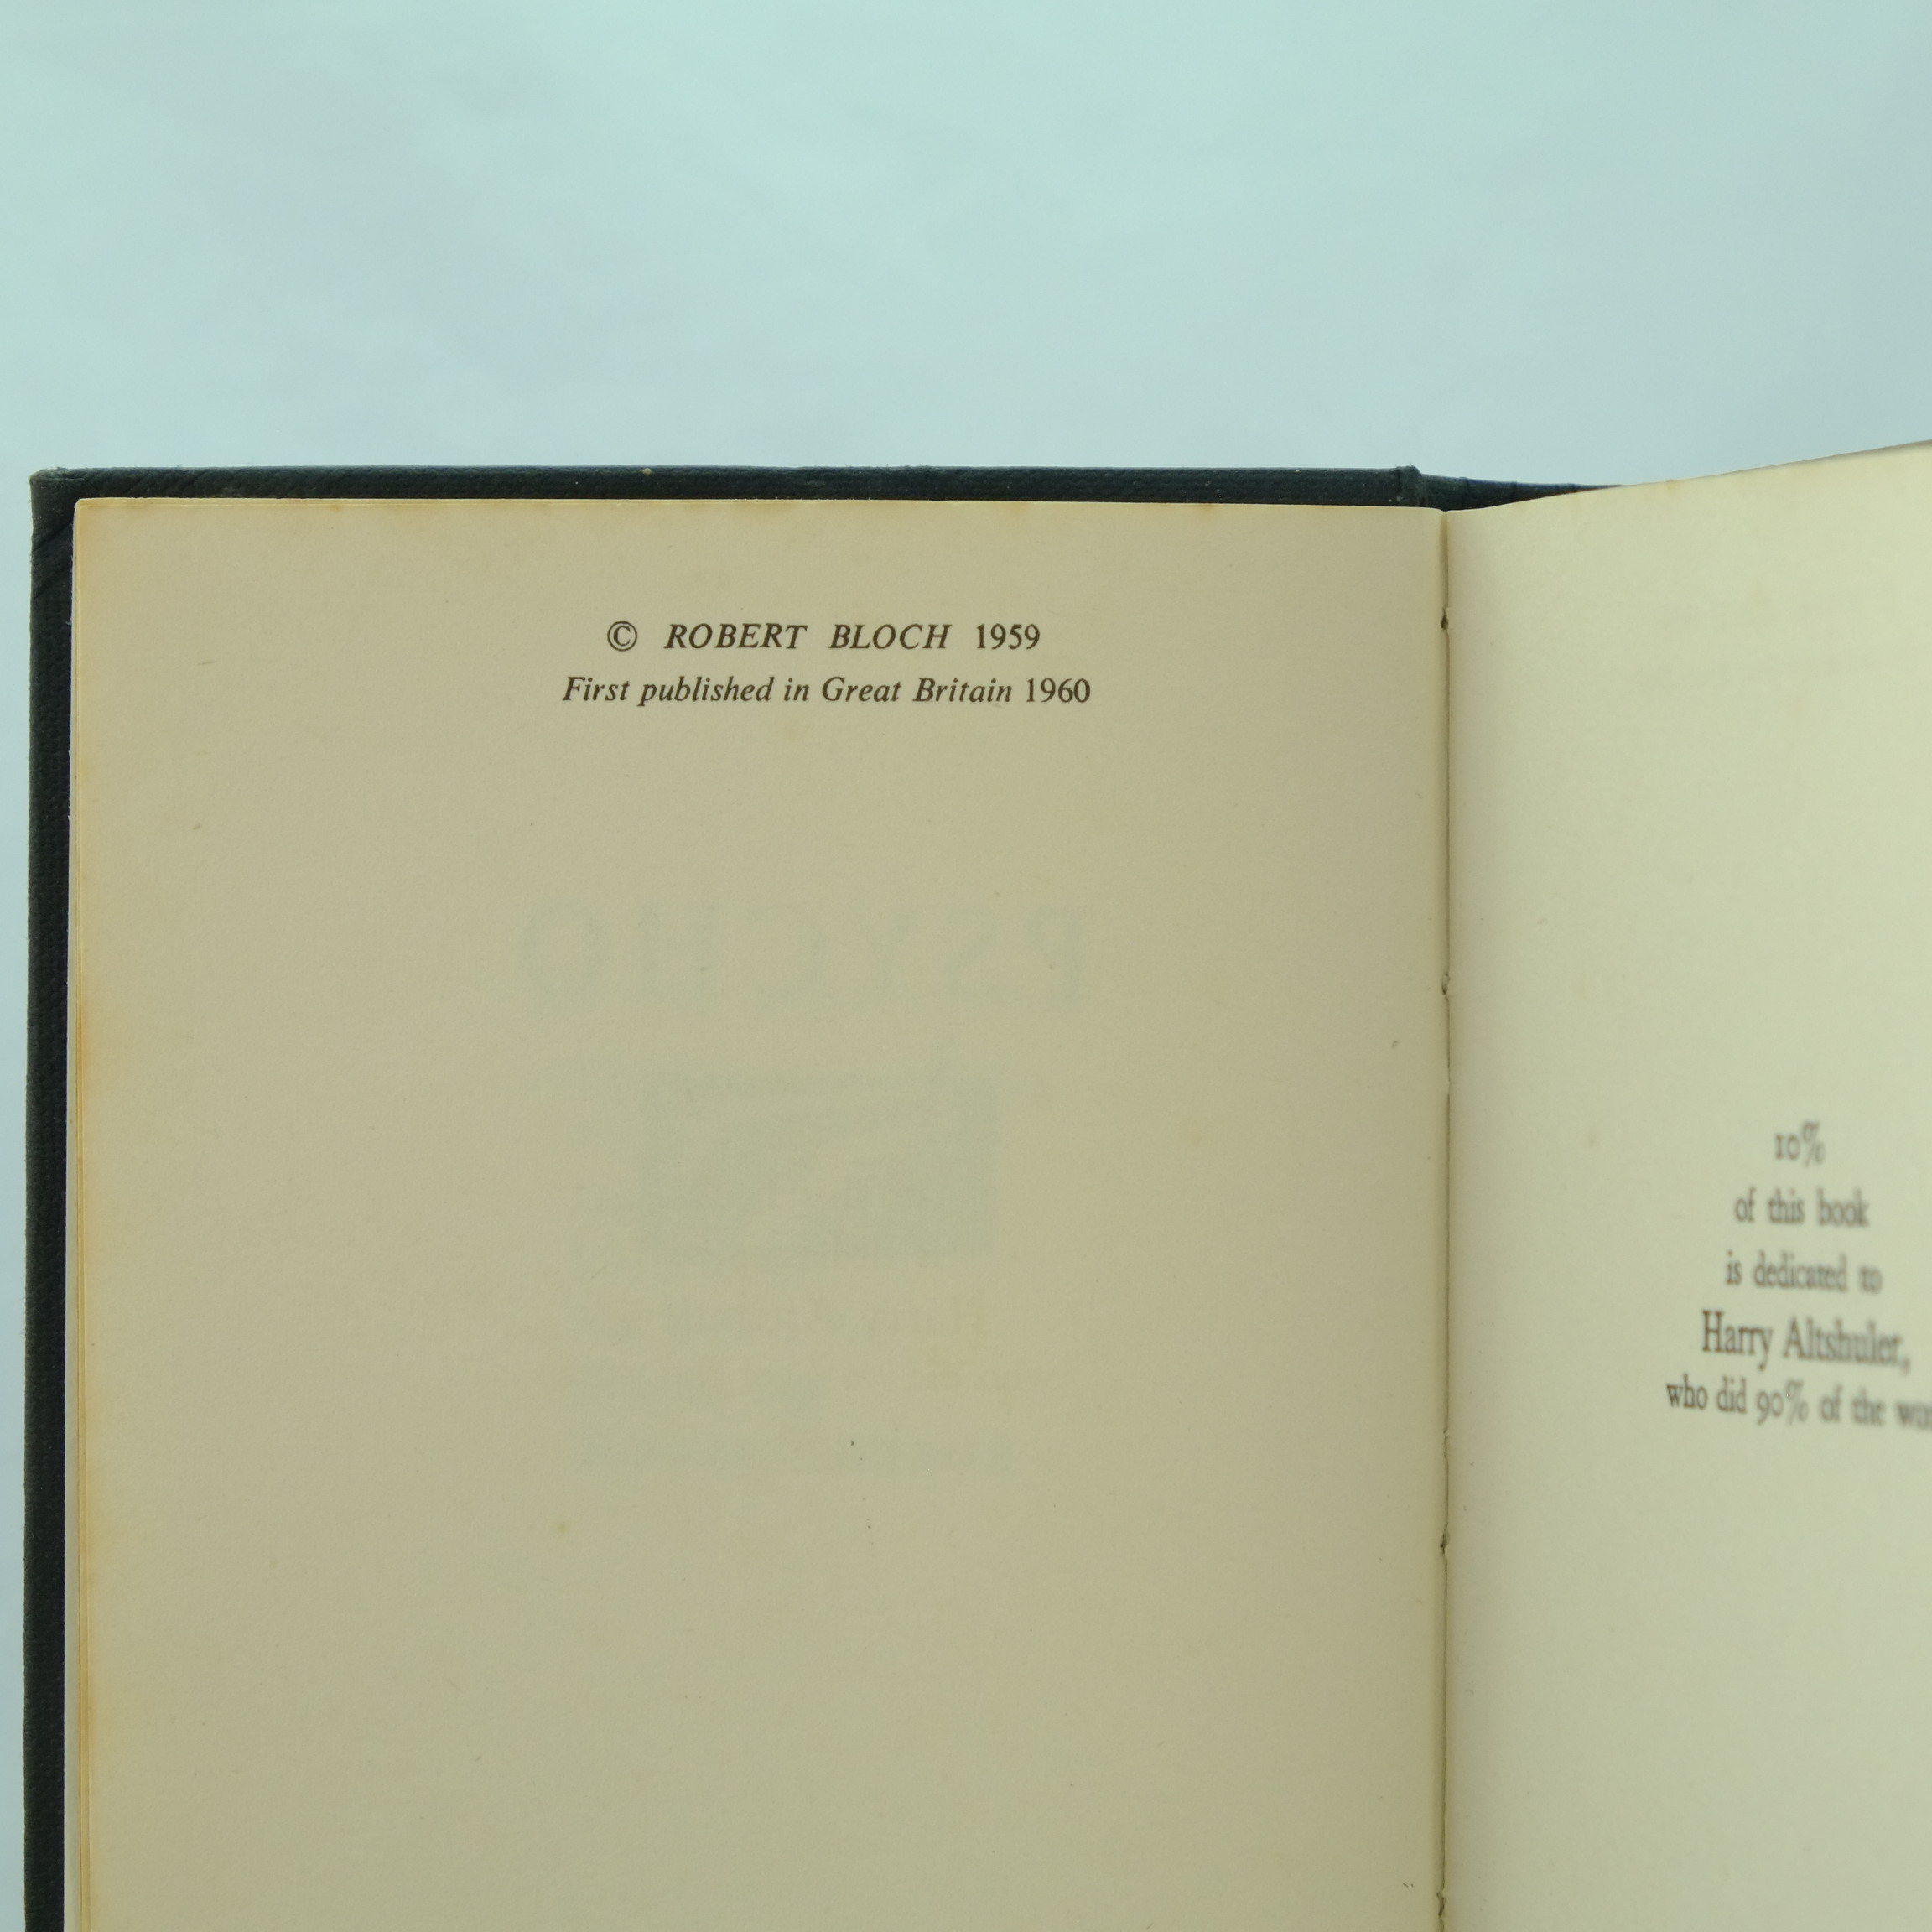 © ROBERT BLOCH 1959
First published in Great Britain 1960
PSYCHO
10%
of this book
is dedicated to
Harry Altshuler,
who did 90% of the